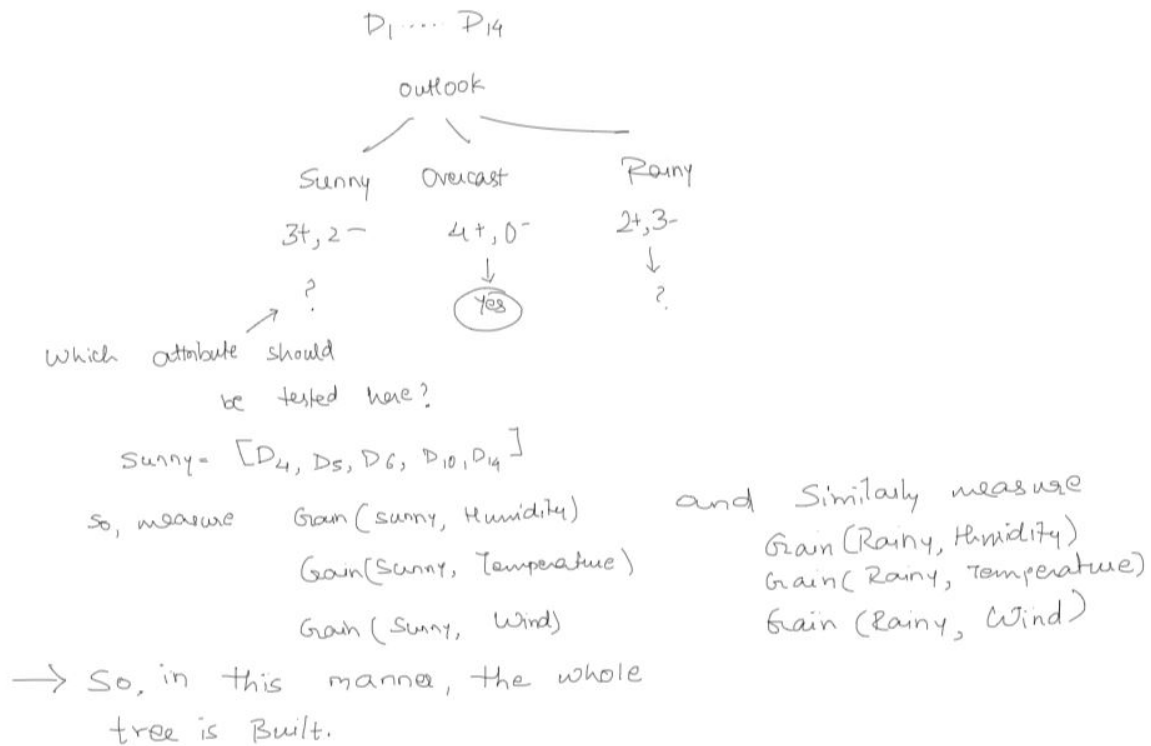 D1 ..... D14
outlook
Sunny Overcast Rainy
3+, 2- 4+, 0- 2+, 3-
? Yes ?
Which attribute should
be tested here?
Sunny = [D4, D5, D6, D10, D14]
So, measure Gain (sunny, Humidity)
Gain(Sunny, Temperature)
Gain (Sunny, Wind)
and Similarly measure
Gain (Rainy, Humidity)
Gain( Rainy, Temperature)
Gain (Rainy, Wind)
→ So, in this manner, the whole
tree is Built.